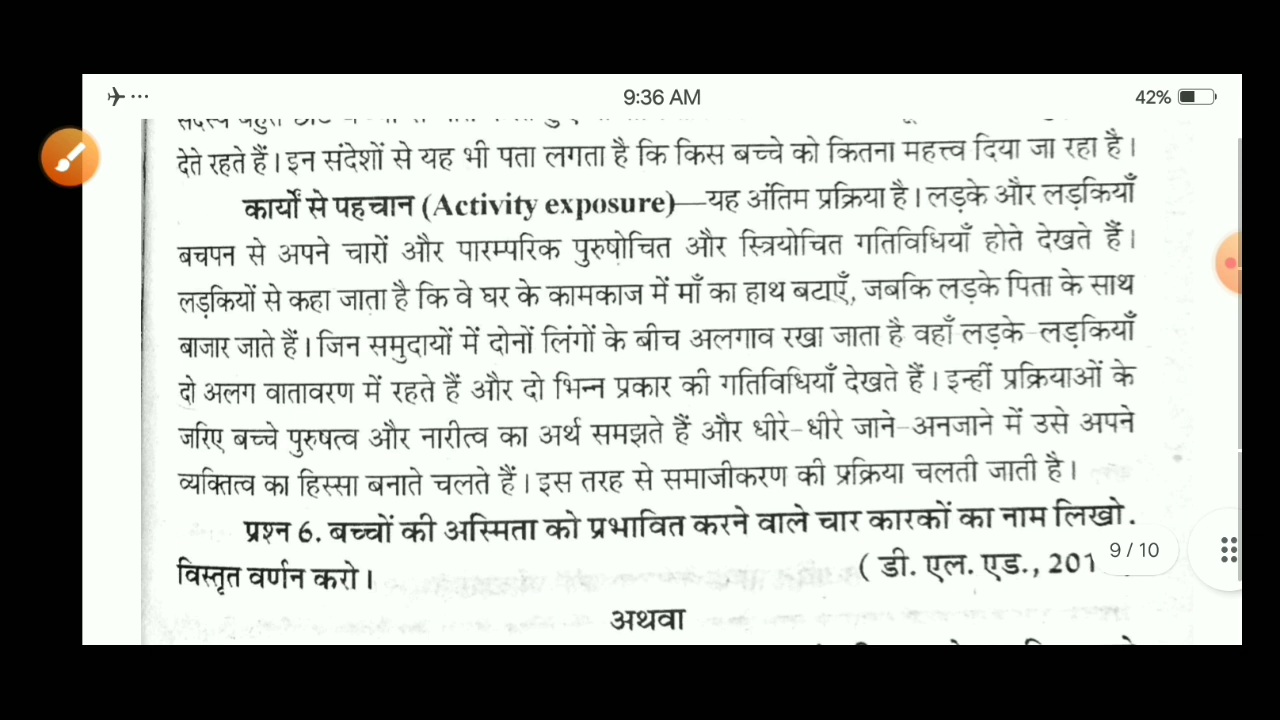 9:36 AM
42%
देते रहते हैं। इन संदेशों से यह भी पता लगता है कि किस बच्चे को कितना महत्त्व दिया जा रहा है।
कार्यों से पहचान (Activity exposure)—यह अंतिम प्रक्रिया है। लड़के और लड़कियाँ
बचपन से अपने चारों और पारम्परिक पुरुषोचित और स्त्रियोचित गतिविधियाँ होते देखते हैं।
लड़कियों से कहा जाता है कि वे घर के कामकाज में माँ का हाथ बटाएँ, जबकि लड़के पिता के साथ
बाजार जाते हैं। जिन समुदायों में दोनों लिंगों के बीच अलगाव रखा जाता है वहाँ लड़के-लड़कियाँ
दो अलग वातावरण में रहते हैं और दो भिन्न प्रकार की गतिविधियाँ देखते हैं। इन्हीं प्रक्रियाओं के
जरिए बच्चे पुरुषत्व और नारीत्व का अर्थ समझते हैं और धीरे-धीरे जाने-अनजाने में उसे अपने
व्यक्तित्व का हिस्सा बनाते चलते हैं। इस तरह से समाजीकरण की प्रक्रिया चलती जाती है।
प्रश्न 6. बच्चों की अस्मिता को प्रभावित करने वाले चार कारकों का नाम लिखो.
9 / 10
विस्तृत वर्णन करो। ( डी. एल. एड., 201
अथवा